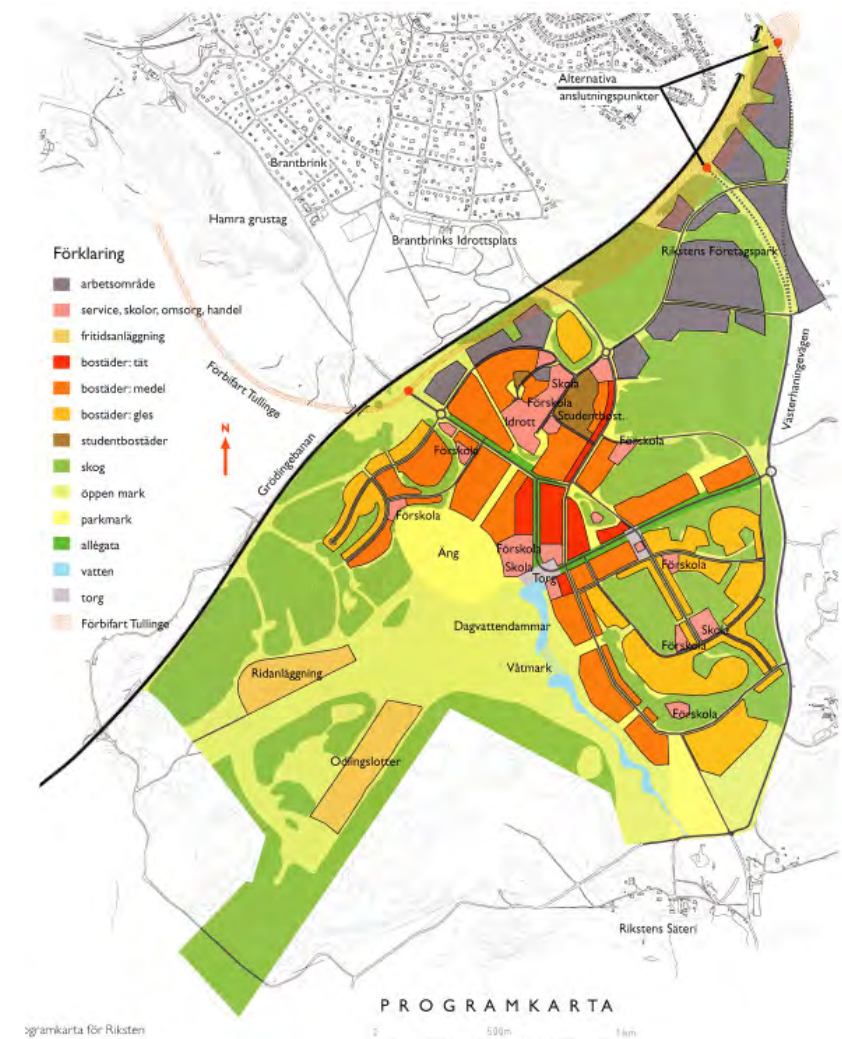 Alternativa
anslutningspunkter
Brantbrink
Hamra grustag
Brantbrinks Idrottsplats
Rikstens Företagspark
Förklaring
arbetsområde
service, skolor, omsorg, handel
fritidsanläggning
bostäder: tät
bostäder: medel
bostäder: gles
studentbostäder
skog
öppen mark
parkmark
allégata
vatten
torg
Förbifart Tullinge
Förbifart Tullinge
N
Grödingebanan
Västerhaningevägen
Skola
Förskola
Studentbost.
Idrott
Förskola
Förskola
Förskola
Äng
Förskola
Skola
Torg
Förskola
Dagvattendammar
Skola
Förskola
Våtmark
Ridanläggning
Förskola
Odlingslotter
Rikstens Säteri
PROGRAMKARTA
ogramkarta för Riksten
500m
1km